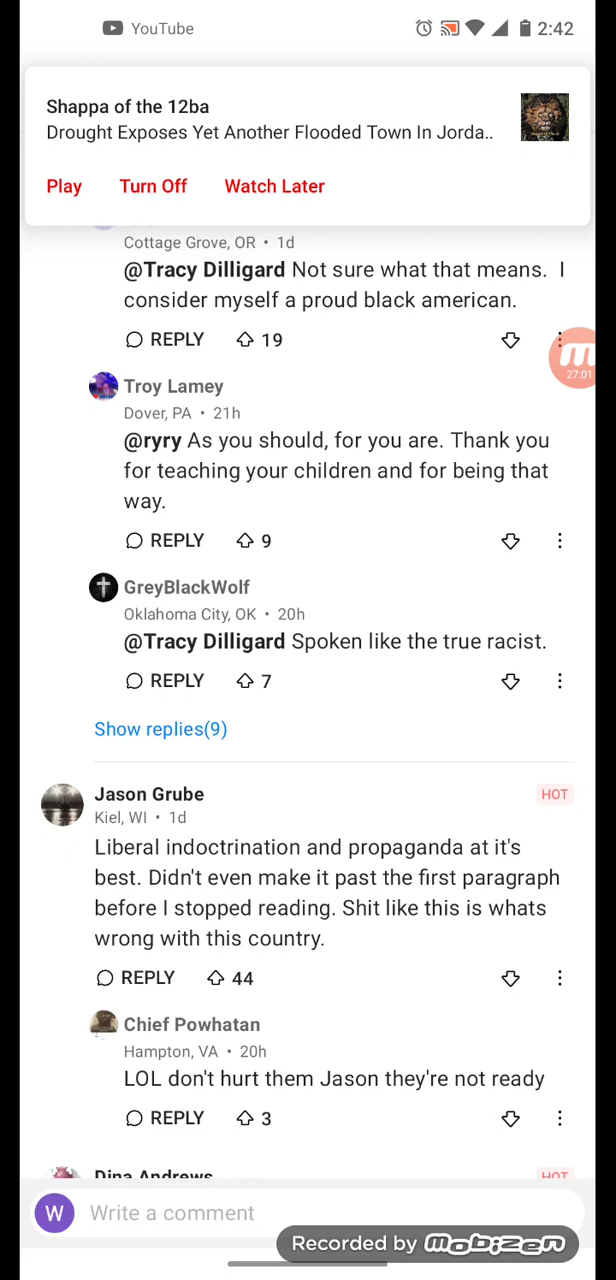 YouTube
2:42
Shappa of the 12ba
Drought Exposes Yet Another Flooded Town In Jorda..
Play Turn Off Watch Later
Cottage Grove, OR • 1d
@Tracy Dilligard Not sure what that means. I
consider myself a proud black american.
REPLY 19
27:01
Troy Lamey
Dover, PA • 21h
@ryry As you should, for you are. Thank you
for teaching your children and for being that
way.
REPLY 9
GreyBlackWolf
Oklahoma City, OK • 20h
@Tracy Dilligard Spoken like the true racist.
REPLY 7
Show replies(9)
Jason Grube HOT
Kiel, WI • 1d
Liberal indoctrination and propaganda at it's
best. Didn't even make it past the first paragraph
before I stopped reading. Shit like this is whats
wrong with this country.
REPLY 44
Chief Powhatan
Hampton, VA • 20h
LOL don't hurt them Jason they're not ready
REPLY 3
Dina Andrews HOT
W Write a comment
Recorded by mobizen